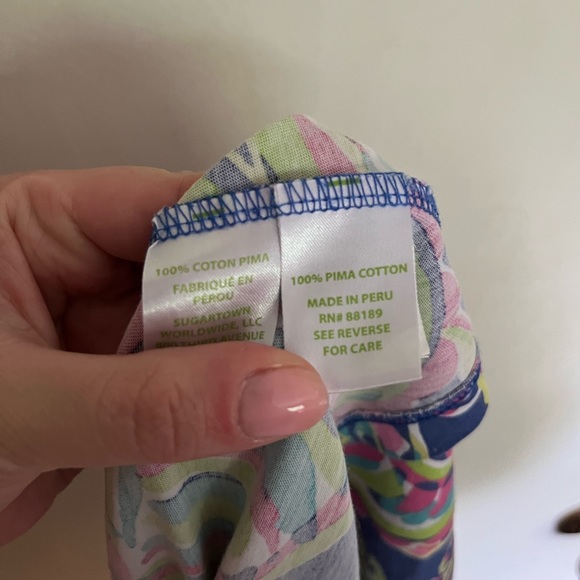 100% COTON PIMA
FABRIQUÉ EN
PÉROU
SUGARTOWN
WORLDWIDE, LLC
AVENUE
100% PIMA COTTON
MADE IN PERU
RN# 88189
SEE REVERSE
FOR CARE